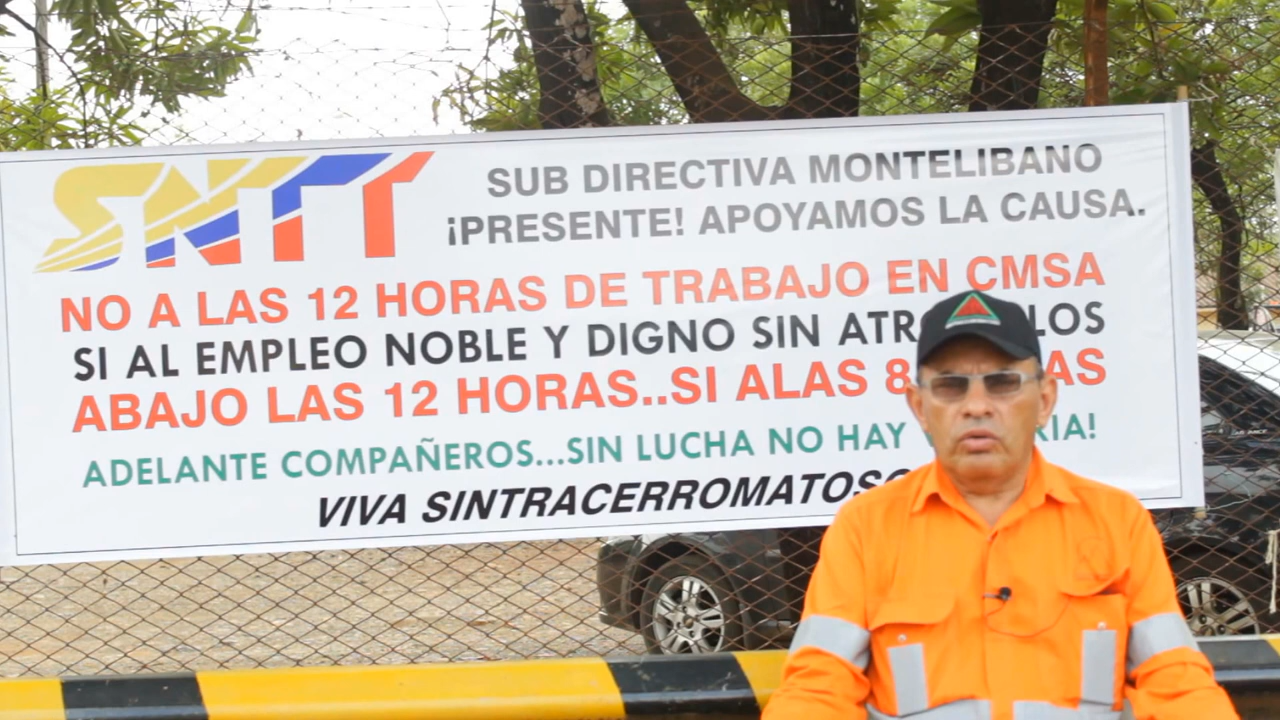 SNTT
SUB DIRECTIVA MONTELIBANO
¡PRESENTE! APOYAMOS LA CAUSA.
NO A LAS 12 HORAS DE TRABAJO EN CMSA
SI AL EMPLEO NOBLE Y DIGNO SIN
ABAJO LAS 12 HORAS..SI ALAS 8
ADELANTE COMPAÑEROS...SIN LUCHA NO HAY
VIVA SINTRACERROMATOSO